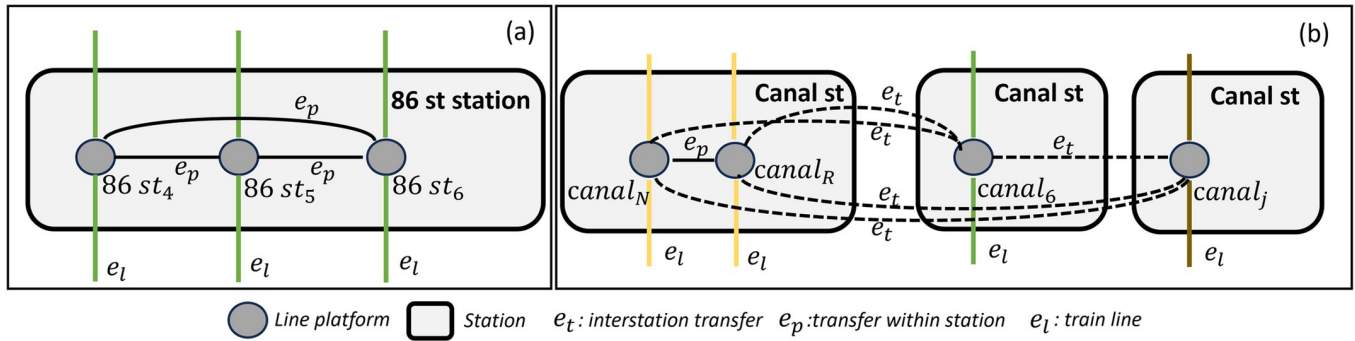 (a)
86 st station
e_p
e_p
e_p
86 st_4
86 st_5
86 st_6
e_l
e_l
e_l
(b)
Canal st
Canal st
Canal st
e_t
e_t
e_p
e_t
canal_N
canal_R
canal_6
canal_j
e_t
e_t
e_l
e_l
e_l
e_l
Line platform
Station
e_t : interstation transfer
e_p :transfer within station
e_l : train line